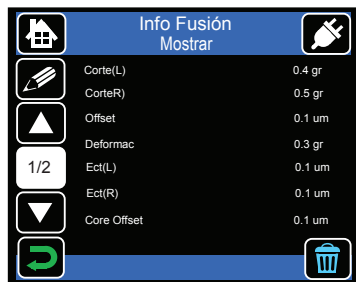 Info Fusión
Mostrar
Corte(L) 0.4 gr
CorteR) 0.5 gr
Offset 0.1 um
Deformac 0.3 gr
1/2
Ect(L) 0.1 um
Ect(R) 0.1 um
Core Offset 0.1 um